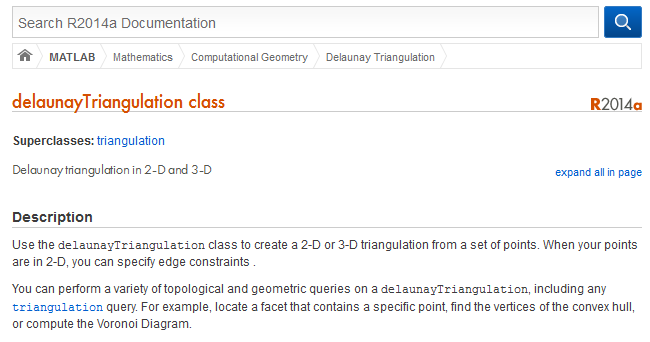 Search R2014a Documentation
MATLAB Mathematics Computational Geometry Delaunay Triangulation
delaunayTriangulation class R2014a
Superclasses: triangulation
Delaunay triangulation in 2-D and 3-D
expand all in page
Description
Use the delaunayTriangulation class to create a 2-D or 3-D triangulation from a set of points. When your points
are in 2-D, you can specify edge constraints .
You can perform a variety of topological and geometric queries on a delaunayTriangulation, including any
triangulation query. For example, locate a facet that contains a specific point, find the vertices of the convex hull,
or compute the Voronoi Diagram.